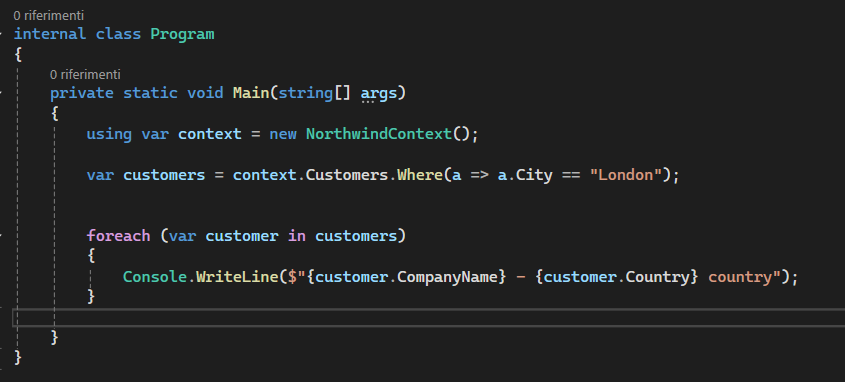 0 riferimenti
internal class Program
{
0 riferimenti
private static void Main(string[] args)
{
using var context = new NorthwindContext();
var customers = context.Customers.Where(a => a.City == "London");
foreach (var customer in customers)
{
Console.WriteLine($"{customer.CompanyName} - {customer.Country} country");
}
}
}